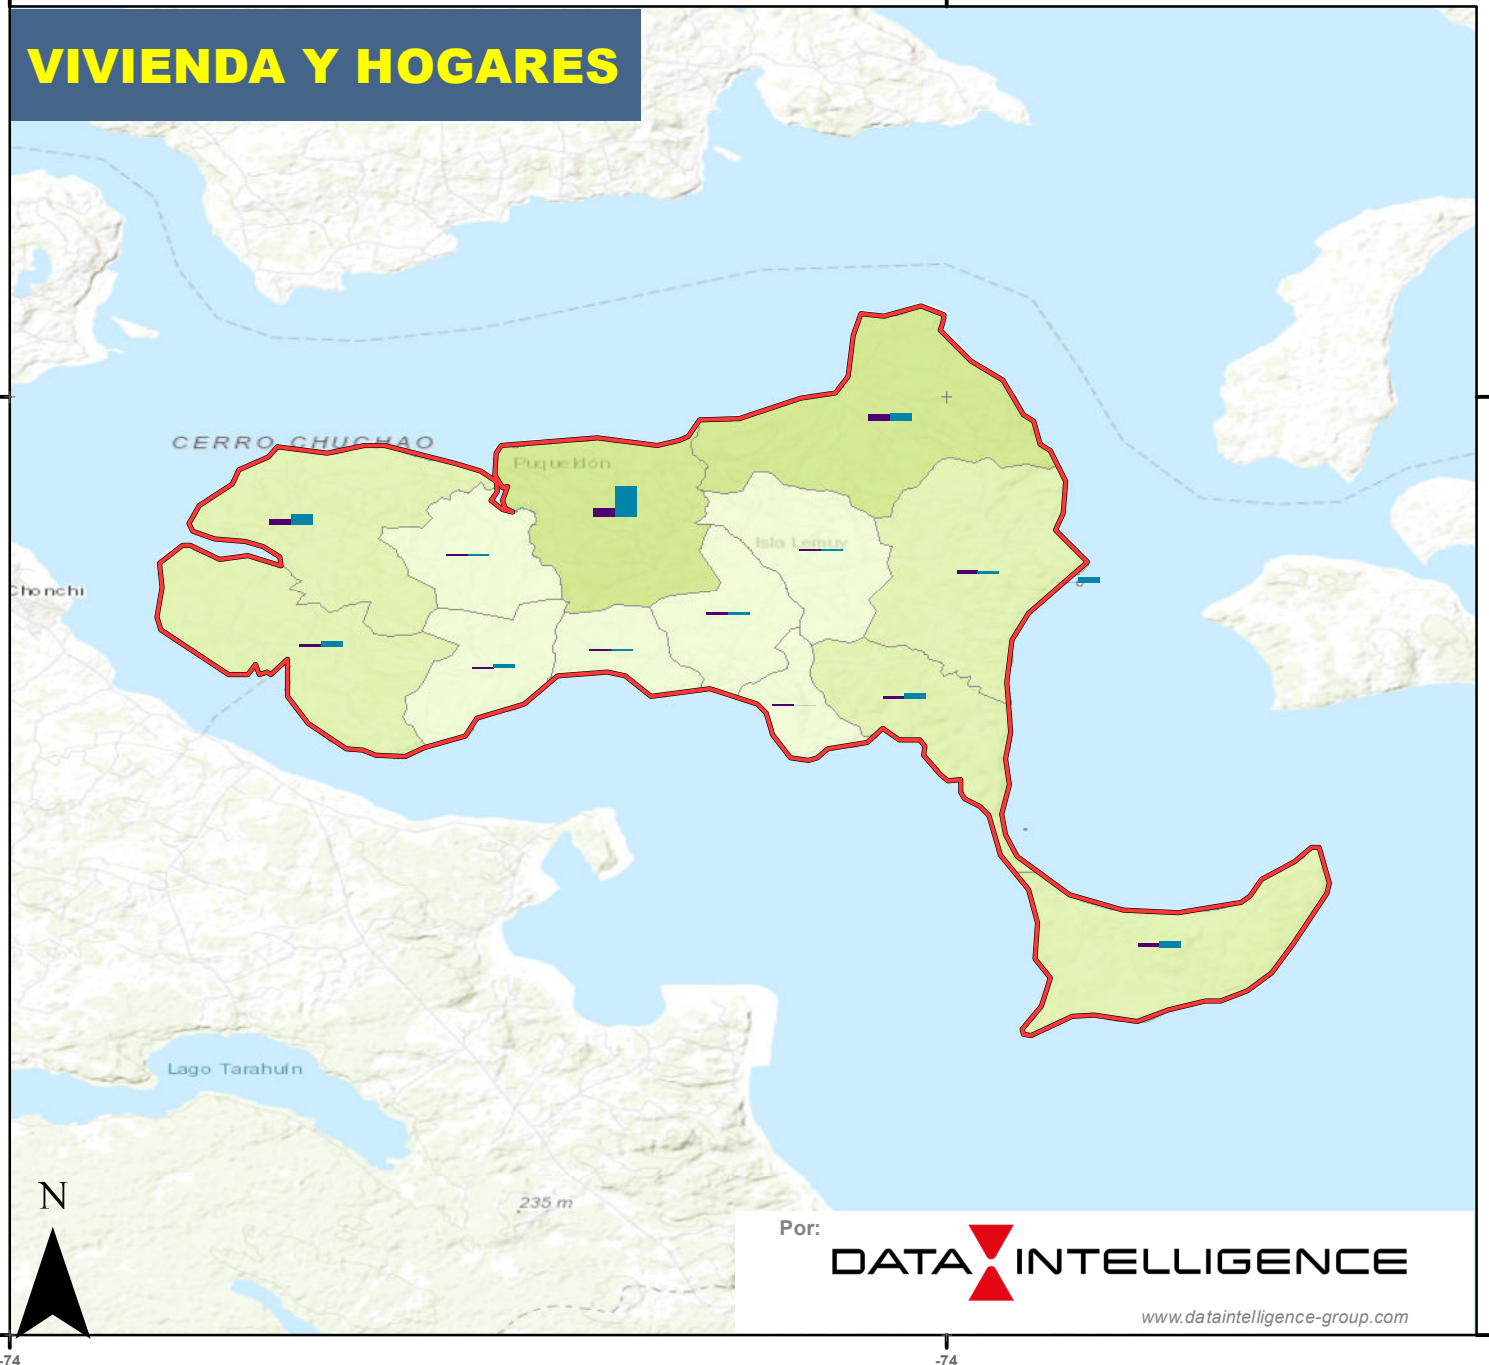 VIVIENDA Y HOGARES
CERRO CHUCHAO
Puqueldón
Isla Lemuy
Chonchi
Lago Tarahuín
235 m
N
Por:
DATA INTELLIGENCE
www.dataintelligence-group.com
-74
-74